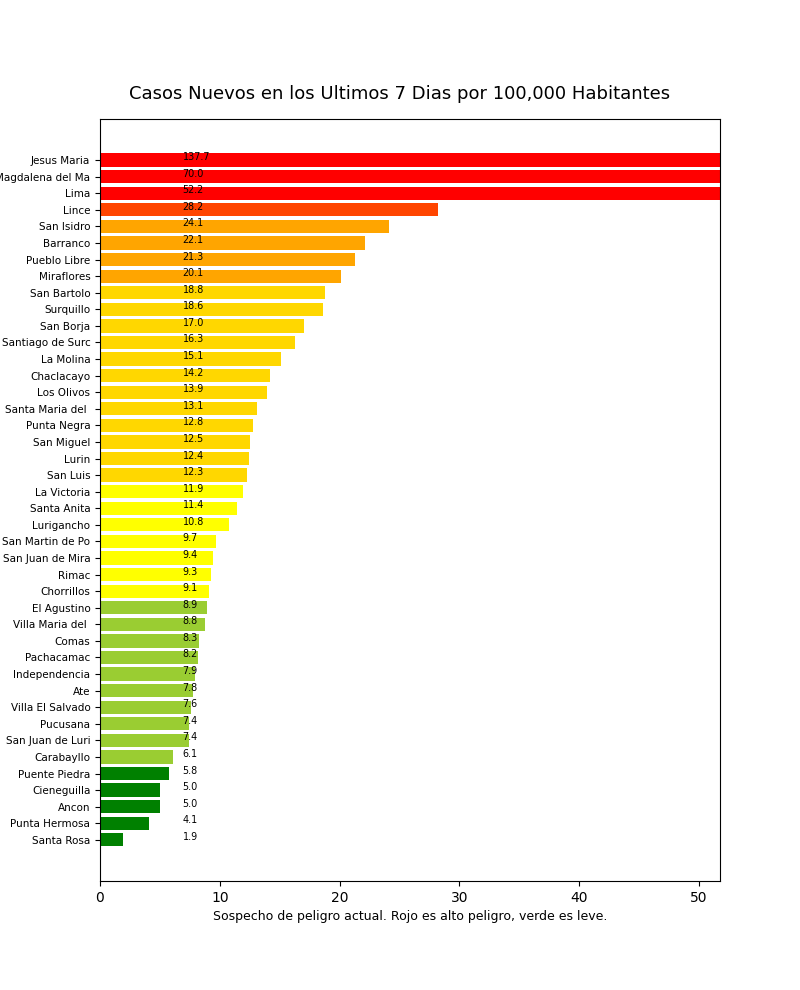 Casos Nuevos en los Ultimos 7 Dias por 100,000 Habitantes
Jesus Maria 137.7
Magdalena del Ma 70.0
Lima 52.2
Lince 28.2
San Isidro 24.1
Barranco 22.1
Pueblo Libre 21.3
Miraflores 20.1
San Bartolo 18.8
Surquillo 18.6
San Borja 17.0
Santiago de Surc 16.3
La Molina 15.1
Chaclacayo 14.2
Los Olivos 13.9
Santa Maria del 13.1
Punta Negra 12.8
San Miguel 12.5
Lurin 12.4
San Luis 12.3
La Victoria 11.9
Santa Anita 11.4
Lurigancho 10.8
San Martin de Po 9.7
San Juan de Mira 9.4
Rimac 9.3
Chorrillos 9.1
El Agustino 8.9
Villa Maria del 8.8
Comas 8.3
Pachacamac 8.2
Independencia 7.9
Ate 7.8
Villa El Salvado 7.6
Pucusana 7.4
San Juan de Luri 7.4
Carabayllo 6.1
Puente Piedra 5.8
Cieneguilla 5.0
Ancon 5.0
Punta Hermosa 4.1
Santa Rosa 1.9
0 10 20 30 40 50
Sospecho de peligro actual. Rojo es alto peligro, verde es leve.